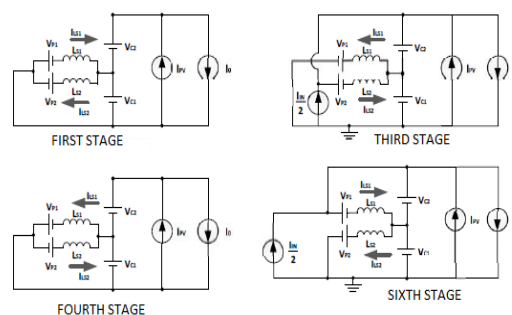 ILS1
VP1
LS1
VC2
LS2
VP2
ILS2
VC1
IPV
I0
FIRST STAGE
ILS1
VP1
LS1
VC2
IIN
2
VP2
LS2
ILS2
VC1
IPV
THIRD STAGE
ILS1
VP1
LS1
VC2
LS2
VP2
ILS2
VC1
IPV
I0
FOURTH STAGE
ILS1
VP1
LS1
VC2
LS2
VP2
ILS2
VC1
IPV
IIN
2
SIXTH STAGE